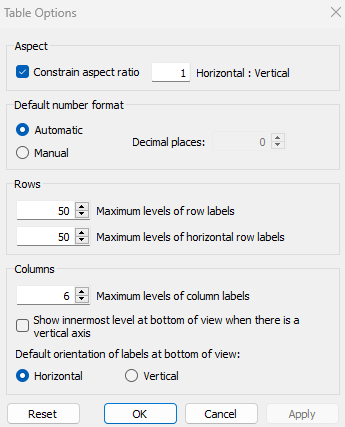 Table Options
Aspect
Constrain aspect ratio 1 Horizontal : Vertical
Default number format
Automatic
Decimal places: 0
Manual
Rows
50 Maximum levels of row labels
50 Maximum levels of horizontal row labels
Columns
6 Maximum levels of column labels
Show innermost level at bottom of view when there is a
vertical axis
Default orientation of labels at bottom of view:
Horizontal Vertical
Reset OK Cancel Apply